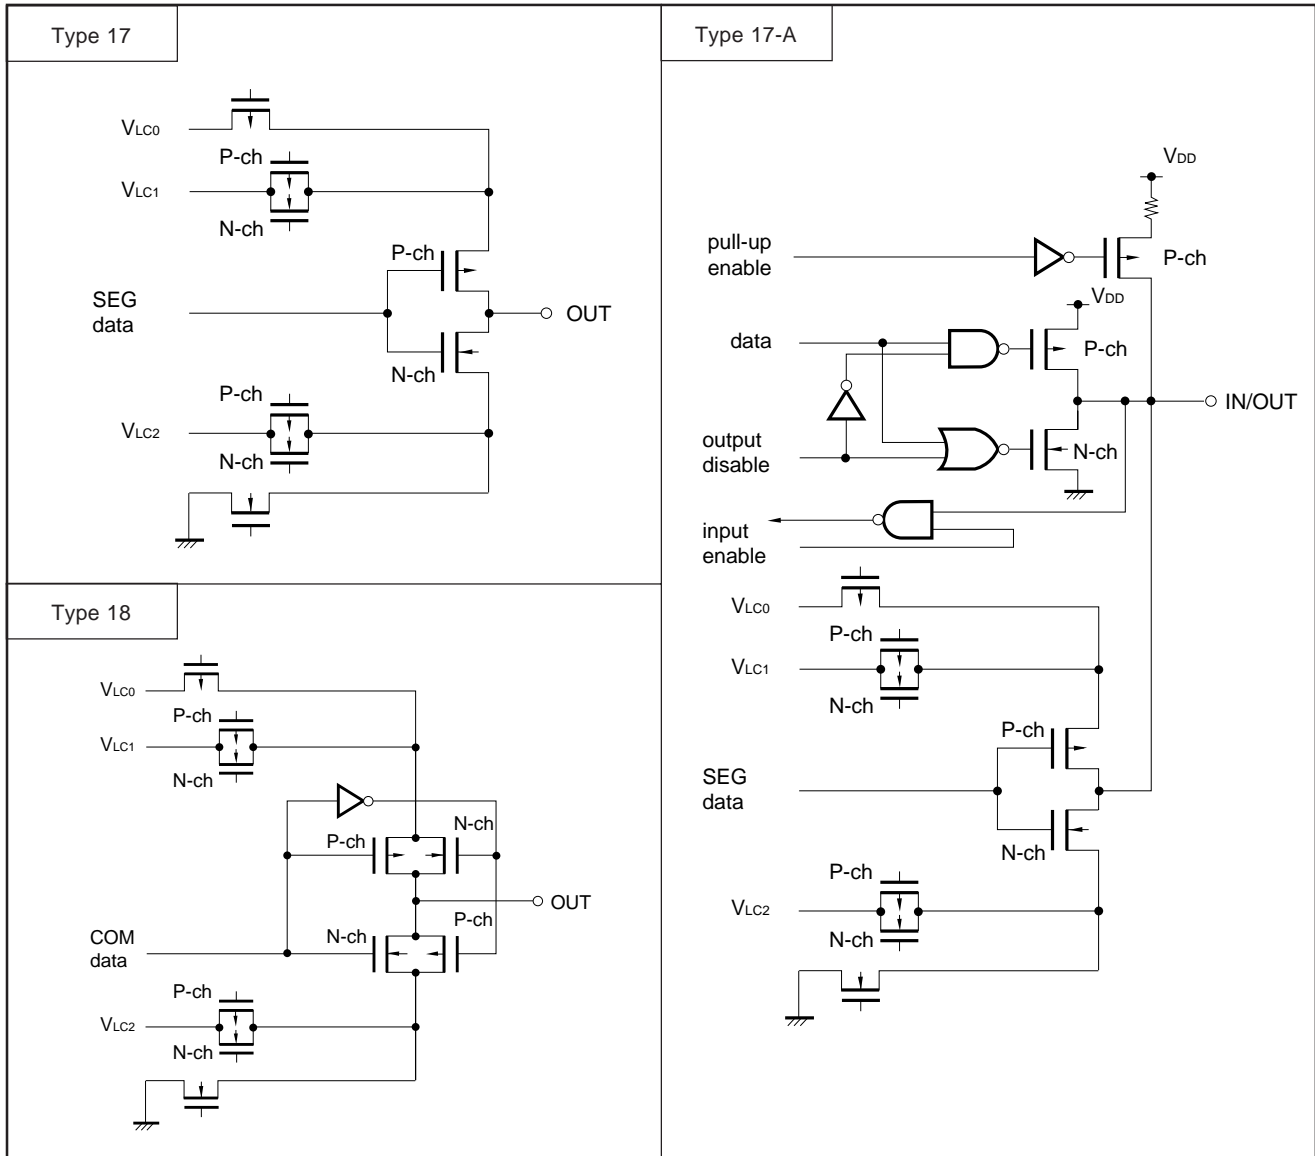 Type 17
VLC0
P-ch
VLC1
N-ch
P-ch
SEG
data
OUT
N-ch
P-ch
VLC2
N-ch
Type 18
VLC0
P-ch
VLC1
N-ch
N-ch
P-ch
OUT
P-ch
N-ch
COM
data
P-ch
VLC2
N-ch
Type 17-A
VDD
pull-up
enable
P-ch
VDD
data
P-ch
IN/OUT
output
disable
N-ch
input
enable
VLC0
P-ch
VLC1
N-ch
P-ch
SEG
data
N-ch
P-ch
VLC2
N-ch